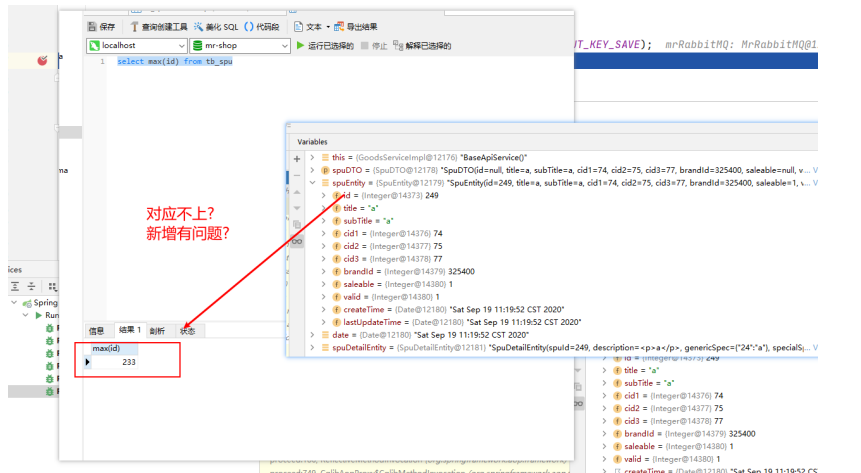 保存 查询创建工具 美化 SQL () 代码段 文本 导出结果
localhost mr-shop 运行已选择的 停止 解释已选择的
1 select max(id) from tb_spu
T_KEY_SAVE); mrRabbitMQ: MrRabbitMQ@1
a
ma
Variables
this = (GoodsServiceImpl@12176) "BaseApiService()"
spuDTO = (SpuDTO@12178) "SpuDTO(id=null, title=a, subTitle=a, cid1=74, cid2=75, cid3=77, brandId=325400, saleable=null, v...
spuEntity = (SpuEntity@12179) "SpuEntity(id=249, title=a, subTitle=a, cid1=74, cid2=75, cid3=77, brandId=325400, saleable=1, v...
id = (Integer@14373) 249
title = "a"
subTitle = "a"
cid1 = (Integer@14376) 74
cid2 = (Integer@14377) 75
cid3 = (Integer@14378) 77
brandId = (Integer@14379) 325400
saleable = (Integer@14380) 1
valid = (Integer@14380) 1
createTime = (Date@12180) "Sat Sep 19 11:19:52 CST 2020"
lastUpdateTime = (Date@12180) "Sat Sep 19 11:19:52 CST 2020"
date = (Date@12180) "Sat Sep 19 11:19:52 CST 2020"
spuDetailEntity = (SpuDetailEntity@12181) "SpuDetailEntity(spuId=249, description=<p>a</p>, genericSpec={"24":"a"}, specialS...
对应不上?
新增有问题?
ices
Spring
Run
信息 结果 1 剖析 状态
max(id)
233
id = (Integer@14373) 249
title = "a"
subTitle = "a"
cid1 = (Integer@14376) 74
cid2 = (Integer@14377) 75
cid3 = (Integer@14378) 77
brandId = (Integer@14379) 325400
saleable = (Integer@14380) 1
valid = (Integer@14380) 1
createTime = (Date@12180) "Sat Sep 19 11:19:52 CS